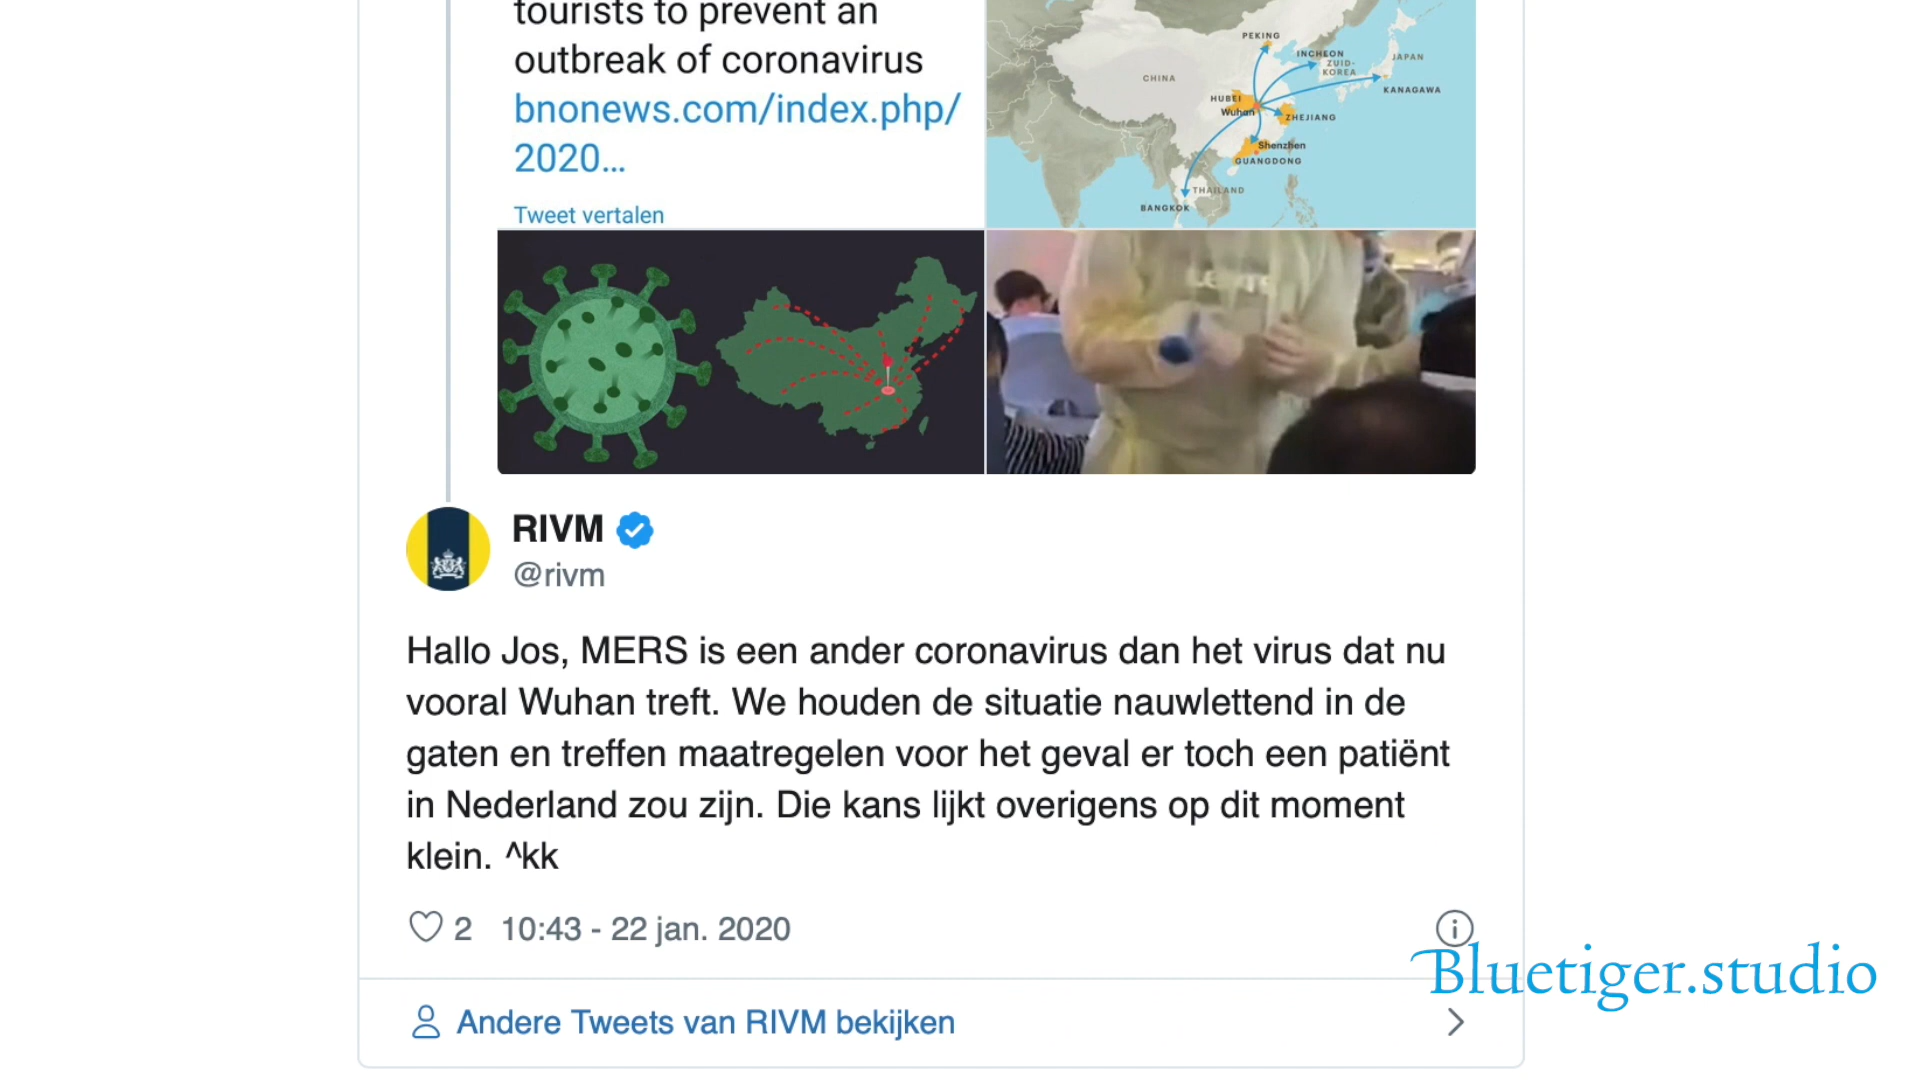 tourists to prevent an
outbreak of coronavirus
bnonews.com/index.php/
2020...
Tweet vertalen
PEKING
INCHEON
ZUID-
KOREA
JAPAN
KANAGAWA
CHINA
HUBEI
Wuhan
ZHEJIANG
Shenzhen
GUANGDONG
THAILAND
BANGKOK
RIVM
@rivm
Hallo Jos, MERS is een ander coronavirus dan het virus dat nu
vooral Wuhan treft. We houden de situatie nauwlettend in de
gaten en treffen maatregelen voor het geval er toch een patiënt
in Nederland zou zijn. Die kans lijkt overigens op dit moment
klein. ^kk
2 10:43 - 22 jan. 2020
Bluetiger.studio
Andere Tweets van RIVM bekijken